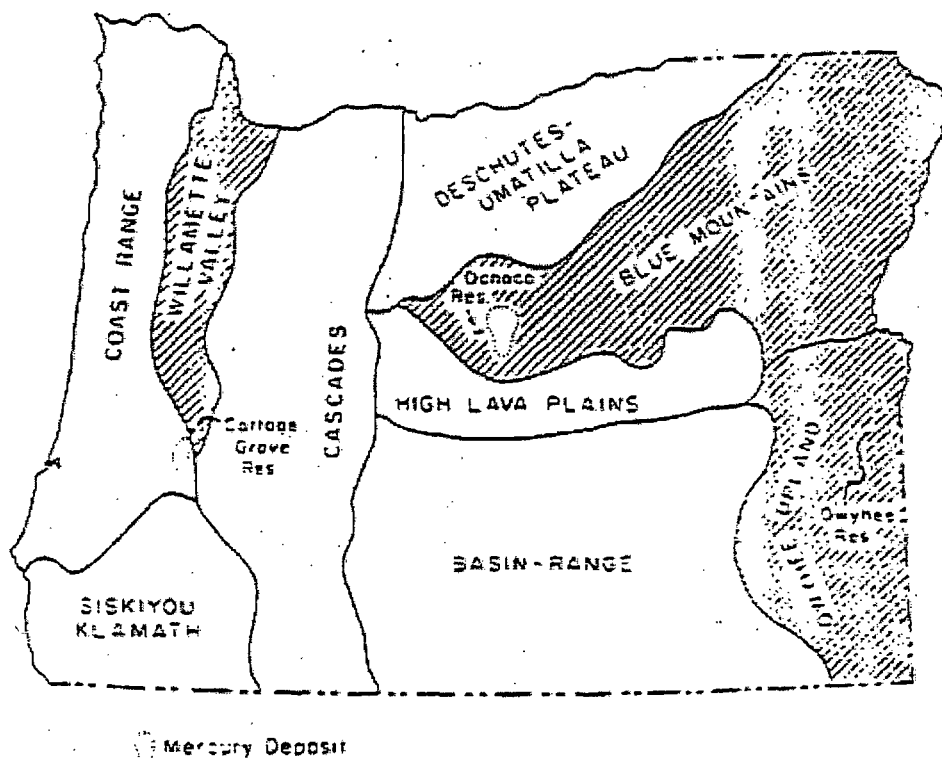 COAST RANGE
WILLAMETTE
VALLEY
CASCADES
DESCHUTES-
UMATILLA
PLATEAU
BLUE MOUNTAINS
Ochoco
Res.
HIGH LAVA PLAINS
Cottage
Grove
Res
BASIN-RANGE
OWYHEE UPLAND
Owyhee
Res
SISKIYOU
KLAMATH
Mercury Deposit